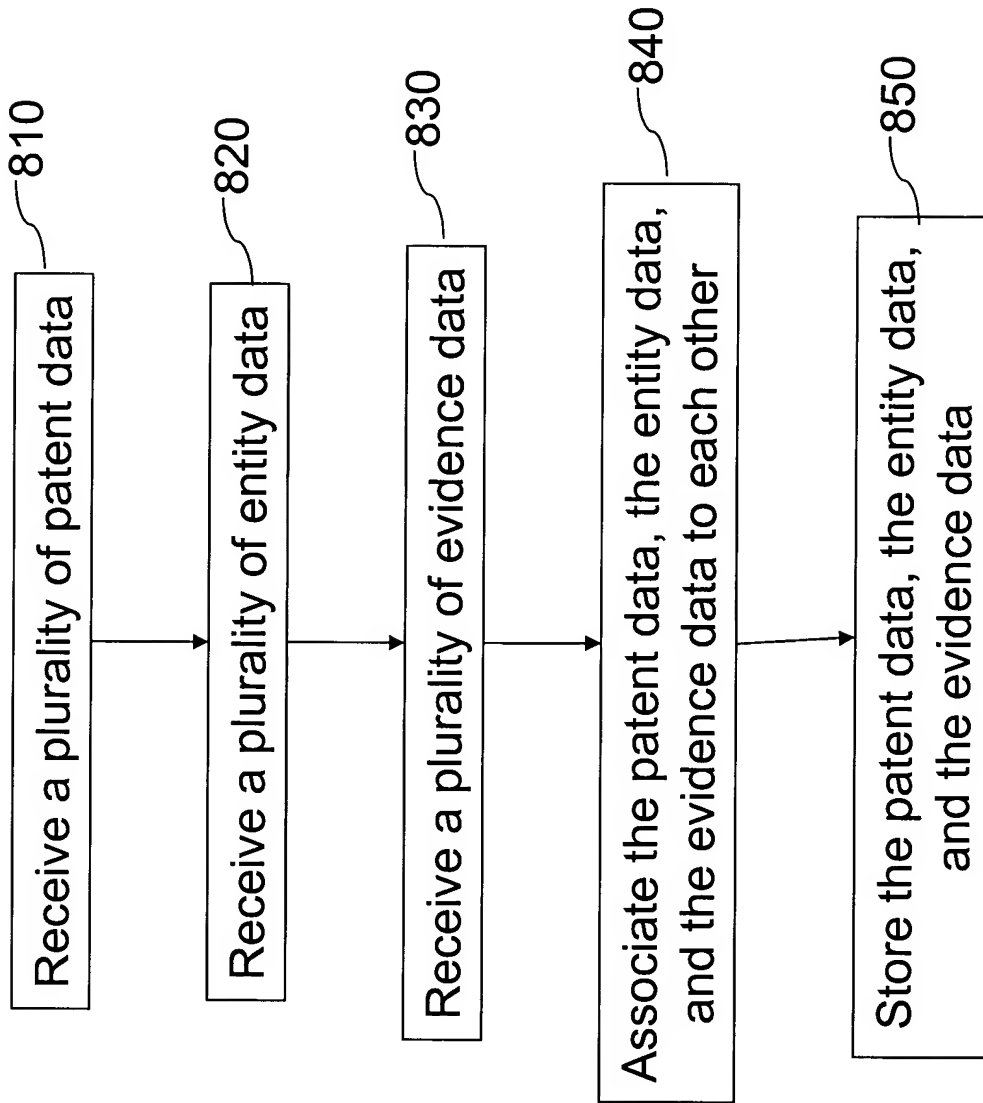 810
Receive a plurality of patent data
820
Receive a plurality of entity data
830
Receive a plurality of evidence data
840
Associate the patent data, the entity data,
and the evidence data to each other
850
Store the patent data, the entity data,
and the evidence data